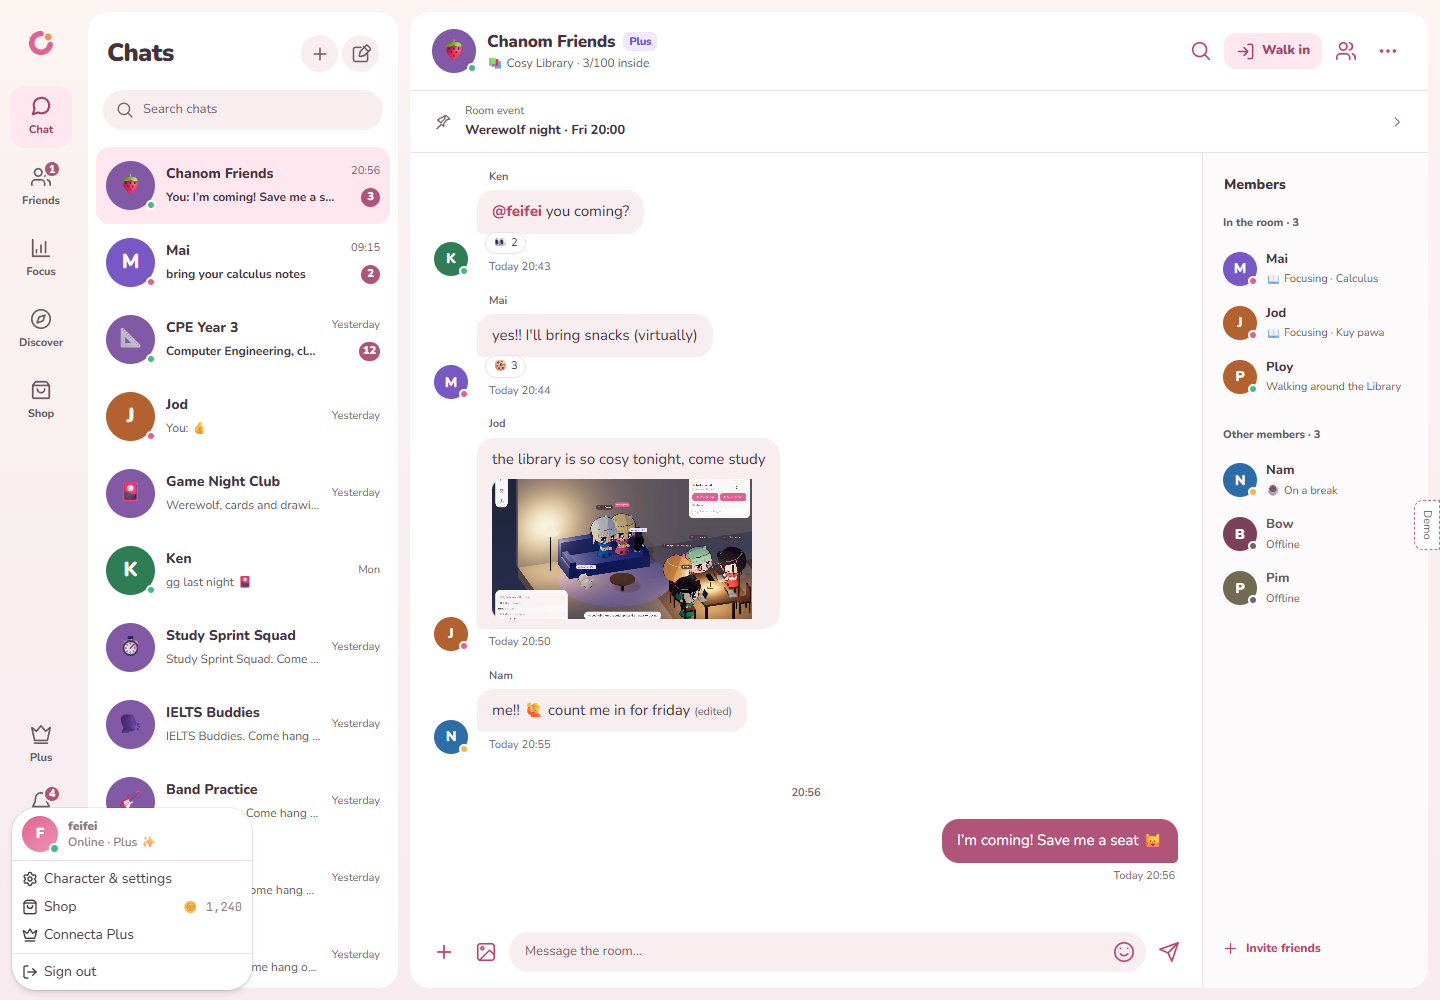 Chat
1
Friends
Focus
Discover
Shop
Plus
4
Chats
Search chats
Chanom Friends
20:56
You: I'm coming! Save me a s...
3
M
Mai
09:15
bring your calculus notes
2
CPE Year 3
Yesterday
Computer Engineering, cl...
12
J
Jod
Yesterday
You: 👍
Game Night Club
Yesterday
Werewolf, cards and drawi...
K
Ken
Mon
gg last night 🎴
Study Sprint Squad
Yesterday
Study Sprint Squad. Come ...
IELTS Buddies
Yesterday
IELTS Buddies. Come hang ...
Band Practice
Yesterday
Come hang ...
Yesterday
ome hang ...
Yesterday
me hang o...
F
feifei
Online · Plus ✨
Character & settings
Shop
1,240
Connecta Plus
Sign out
Chanom Friends
Plus
Cosy Library · 3/100 inside
Walk in
Room event
Werewolf night · Fri 20:00
Ken
@feifei you coming?
2
K
Today 20:43
Mai
yes!! I'll bring snacks (virtually)
🍪 3
M
Today 20:44
Jod
the library is so cosy tonight, come study
J
Today 20:50
Nam
me!! 🙋 count me in for friday (edited)
N
Today 20:55
20:56
I'm coming! Save me a seat 😺
Today 20:56
Message the room...
Members
In the room · 3
M
Mai
📖 Focusing · Calculus
J
Jod
📖 Focusing · Kuy pawa
P
Ploy
Walking around the Library
Other members · 3
N
Nam
On a break
B
Bow
Offline
P
Pim
Offline
Invite friends
Demo